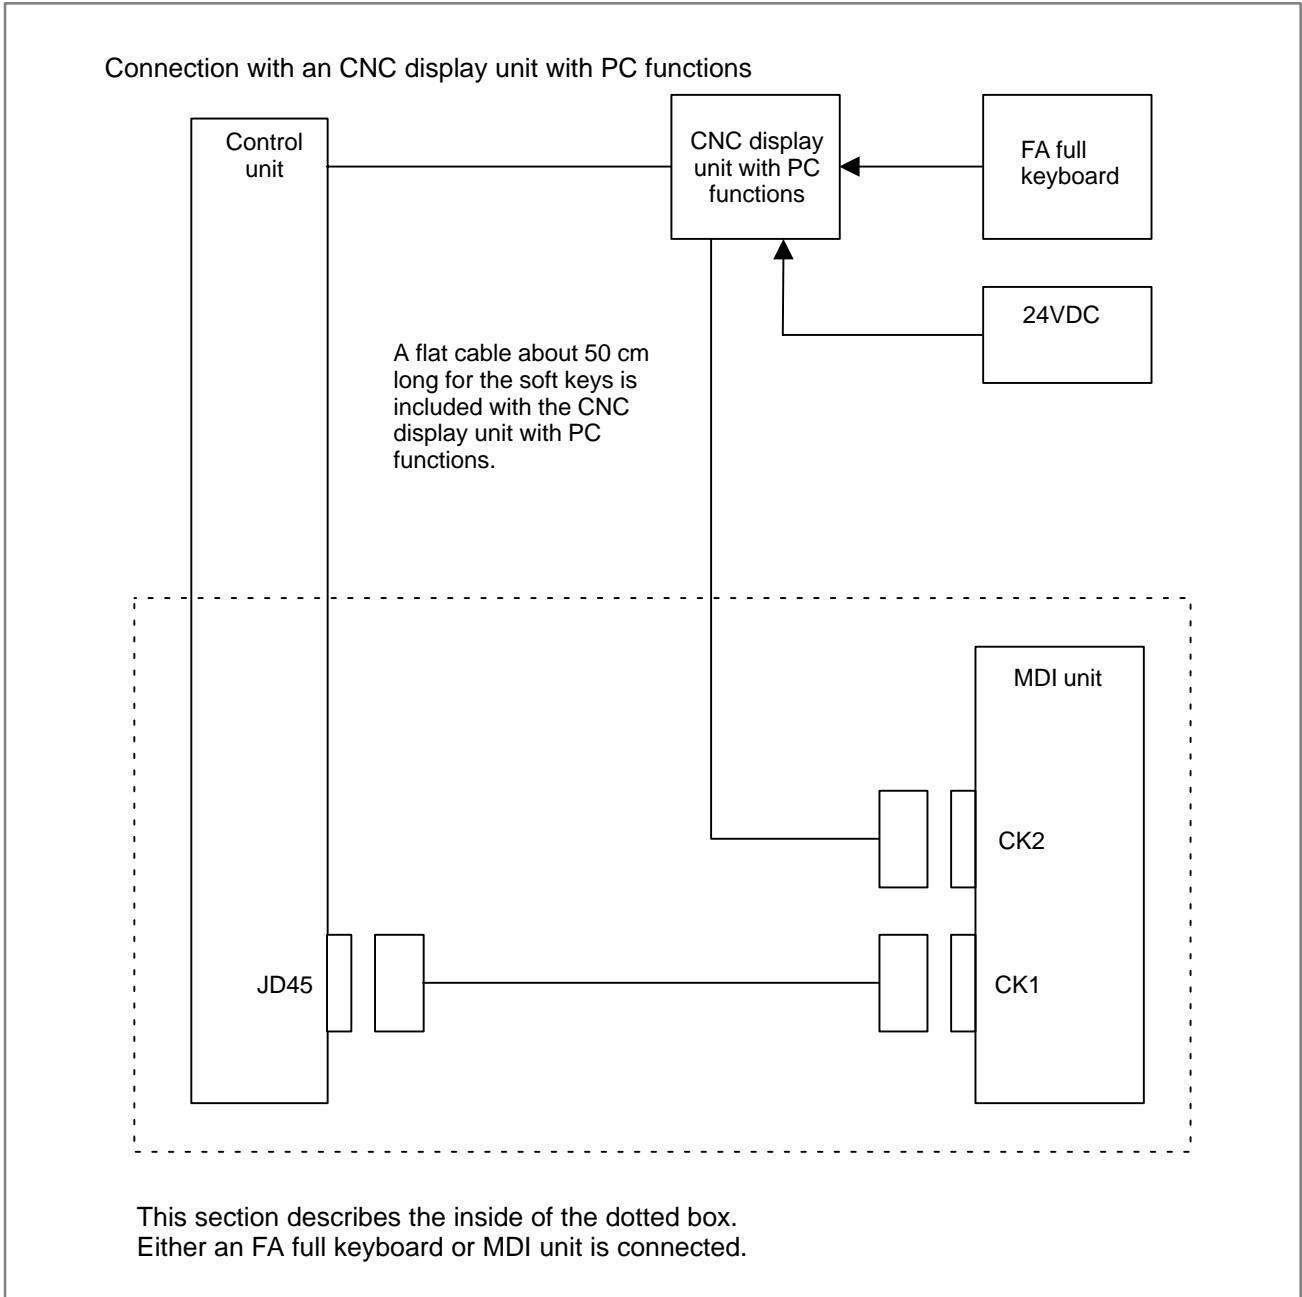 Connection with an CNC display unit with PC functions
Control
unit
CNC display
unit with PC
functions
FA full
keyboard
24VDC
A flat cable about 50 cm
long for the soft keys is
included with the CNC
display unit with PC
functions.
MDI unit
CK2
JD45
CK1
This section describes the inside of the dotted box.
Either an FA full keyboard or MDI unit is connected.